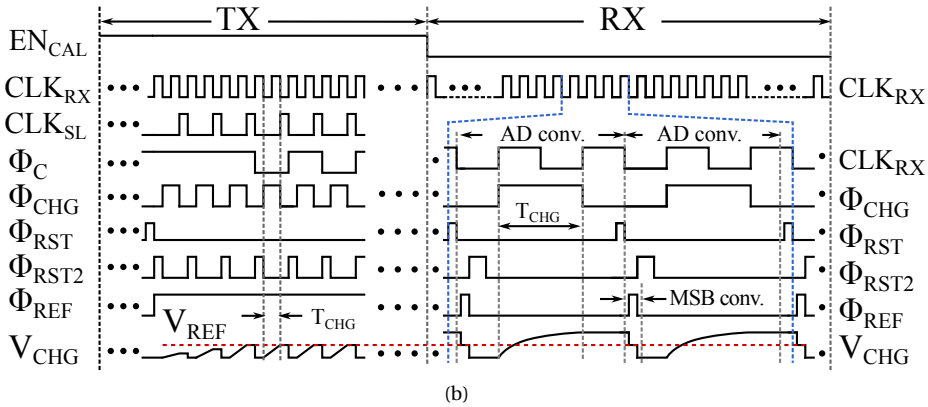 TX RX
EN_CAL
CLK_RX CLK_RX
CLK_SL AD conv. AD conv.
Φ_C CLK_RX
Φ_CHG Φ_CHG
T_CHG
Φ_RST Φ_RST
Φ_RST2 Φ_RST2
Φ_REF MSB conv. Φ_REF
V_REF T_CHG
V_CHG V_CHG
(b)